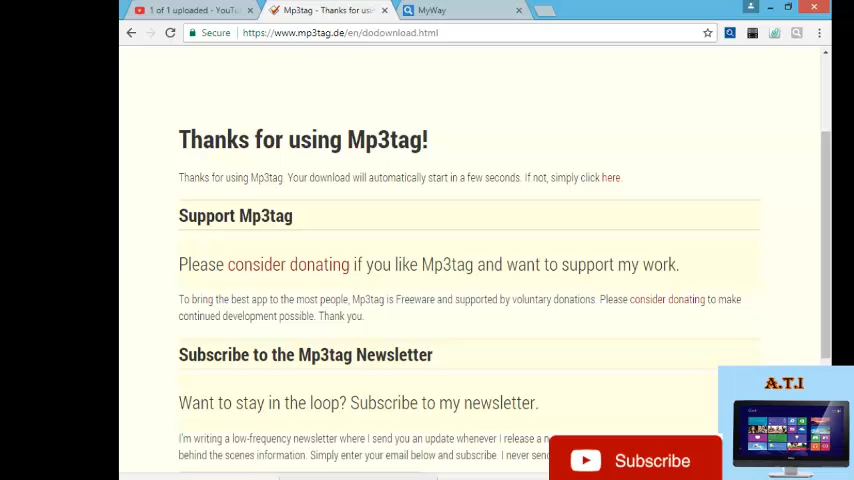 1 of 1 uploaded - YouTu
Mp3tag - Thanks for usin
MyWay
Secure
https://www.mp3tag.de/en/dodownload.html
Thanks for using Mp3tag!
Thanks for using Mp3tag. Your download will automatically start in a few seconds. If not, simply click here.
Support Mp3tag
Please consider donating if you like Mp3tag and want to support my work.
To bring the best app to the most people, Mp3tag is Freeware and supported by voluntary donations. Please consider donating to make
continued development possible. Thank you.
Subscribe to the Mp3tag Newsletter
Want to stay in the loop? Subscribe to my newsletter.
I'm writing a low-frequency newsletter where I send you an update whenever I release a n
behind the scenes information. Simply enter your email below and subscribe. I never sen
A.T.I
Subscribe